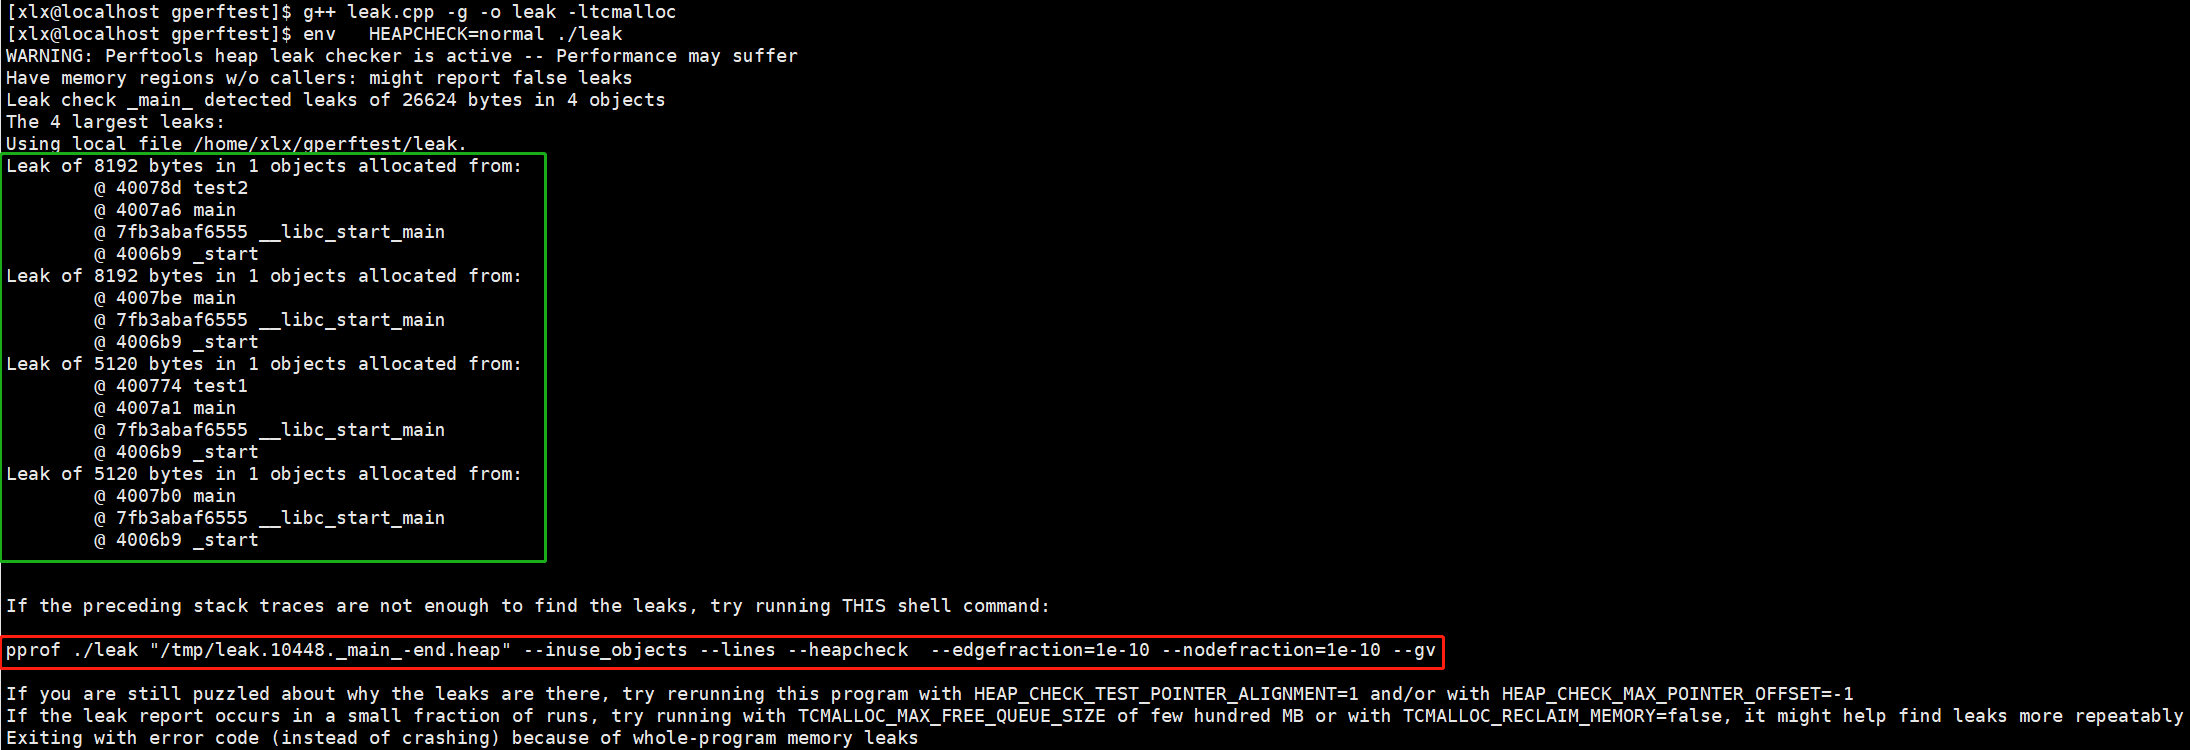 [xlx@localhost gperftest]$ g++ leak.cpp -g -o leak -ltcmalloc
[xlx@localhost gperftest]$ env   HEAPCHECK=normal ./leak
WARNING: Perftools heap leak checker is active -- Performance may suffer
Have memory regions w/o callers: might report false leaks
Leak check _main_ detected leaks of 26624 bytes in 4 objects
The 4 largest leaks:
Using local file /home/xlx/gperftest/leak.
Leak of 8192 bytes in 1 objects allocated from:
        @ 40078d test2
        @ 4007a6 main
        @ 7fb3abaf6555 __libc_start_main
        @ 4006b9 _start
Leak of 8192 bytes in 1 objects allocated from:
        @ 4007be main
        @ 7fb3abaf6555 __libc_start_main
        @ 4006b9 _start
Leak of 5120 bytes in 1 objects allocated from:
        @ 400774 test1
        @ 4007a1 main
        @ 7fb3abaf6555 __libc_start_main
        @ 4006b9 _start
Leak of 5120 bytes in 1 objects allocated from:
        @ 4007b0 main
        @ 7fb3abaf6555 __libc_start_main
        @ 4006b9 _start
If the preceding stack traces are not enough to find the leaks, try running THIS shell command:
pprof ./leak "/tmp/leak.10448._main_-end.heap" --inuse_objects --lines --heapcheck  --edgefraction=1e-10 --nodefraction=1e-10 --gv
If you are still puzzled about why the leaks are there, try rerunning this program with HEAP_CHECK_TEST_POINTER_ALIGNMENT=1 and/or with HEAP_CHECK_MAX_POINTER_OFFSET=-1
If the leak report occurs in a small fraction of runs, try running with TCMALLOC_MAX_FREE_QUEUE_SIZE of few hundred MB or with TCMALLOC_RECLAIM_MEMORY=false, it might help find leaks more repeatably
Exiting with error code (instead of crashing) because of whole-program memory leaks